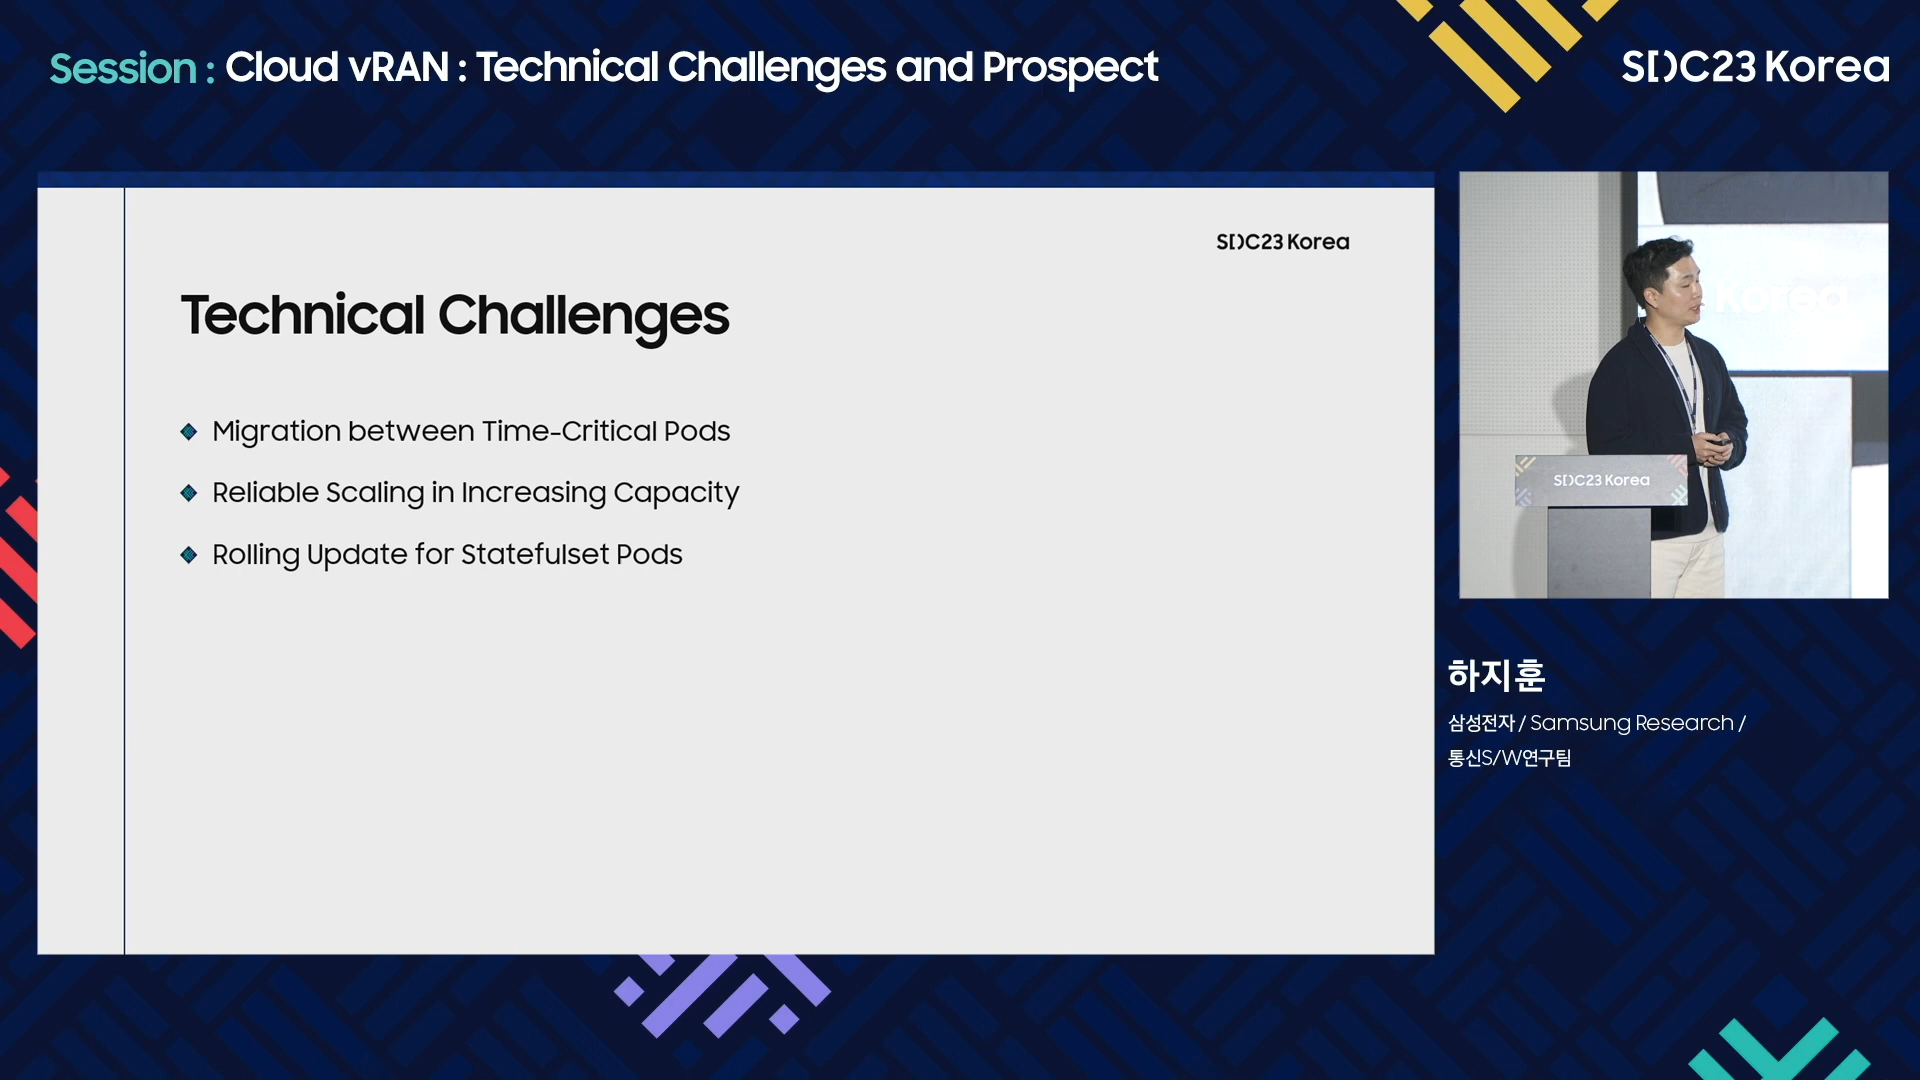 Session : Cloud vRAN : Technical Challenges and Prospect
SDC23 Korea
SDC23 Korea
Technical Challenges
Migration between Time-Critical Pods
Reliable Scaling in Increasing Capacity
Rolling Update for Statefulset Pods
Korea
SDC23 Korea
하지훈
삼성전자 / Samsung Research /
통신S/W연구팀